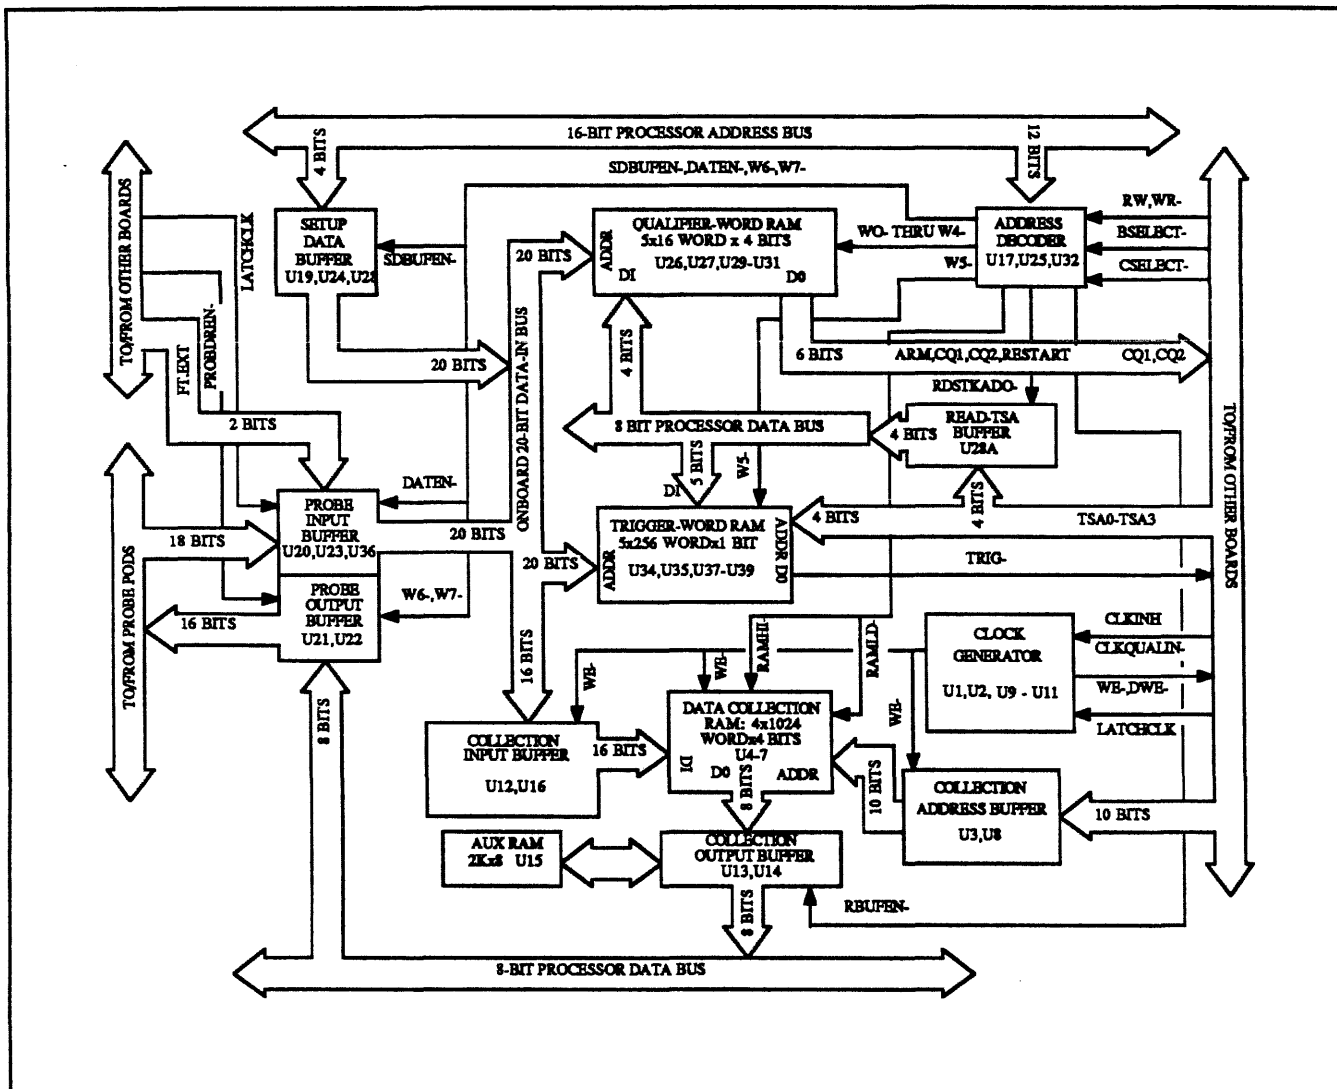 16-BIT PROCESSOR ADDRESS BUS
4 BITS
12 BITS
SDBUFEN-,DATEN-,W6-,W7-
TO/FROM OTHER BOARDS
LATCHCLK
SETUP
DATA
BUFFER
U19,U24,U28
SDBUFEN-
20 BITS
ADDR
QUALIFIER-WORD RAM
5x16 WORD x 4 BITS
U26,U27,U29-U31
DI
D0
WO- THRU W4-
W5-
ADDRESS
DECODER
U17,U25,U32
RW,WR-
BSELECT-
CSELECT-
FT.EXT
PROBDREN-
20 BITS
ONBOARD 20-BIT DATA-IN BUS
4 BITS
6 BITS
ARM,CQ1,CQ2,RESTART
CQ1,CQ2
RDSTKADO-
2 BITS
8 BIT PROCESSOR DATA BUS
4 BITS
READ-TSA
BUFFER
U28A
5 BITS
W5-
DI
4 BITS
TO/FROM OTHER BOARDS
TO/FROM PROBE PODS
DATEN-
18 BITS
PROBE
INPUT
BUFFER
U20,U23,U36
20 BITS
20 BITS
ADDR
TRIGGER-WORD RAM
5x256 WORDx1 BIT
U34,U35,U37-U39
ADDR D0
4 BITS
TSA0-TSA3
TRIG-
PROBE
OUTPUT
BUFFER
U21,U22
16 BITS
W6-,W7-
8 BITS
16 BITS
WE-
WE-
RAMHI-
RAMLD-
WE-
CLOCK
GENERATOR
U1,U2, U9 - U11
CLKINH
CLKQUALIN-
WE-,DWE-
LATCHCLK
COLLECTION
INPUT BUFFER
U12,U16
16 BITS
DATA COLLECTION
RAM: 4x1024
WORDx4 BITS
U4-7
DI
D0
ADDR
8 BITS
10 BITS
COLLECTION
ADDRESS BUFFER
U3,U8
10 BITS
AUX RAM
2Kx8 U15
COLLECTION
OUTPUT BUFFER
U13,U14
8 BITS
RBUFEN-
8-BIT PROCESSOR DATA BUS